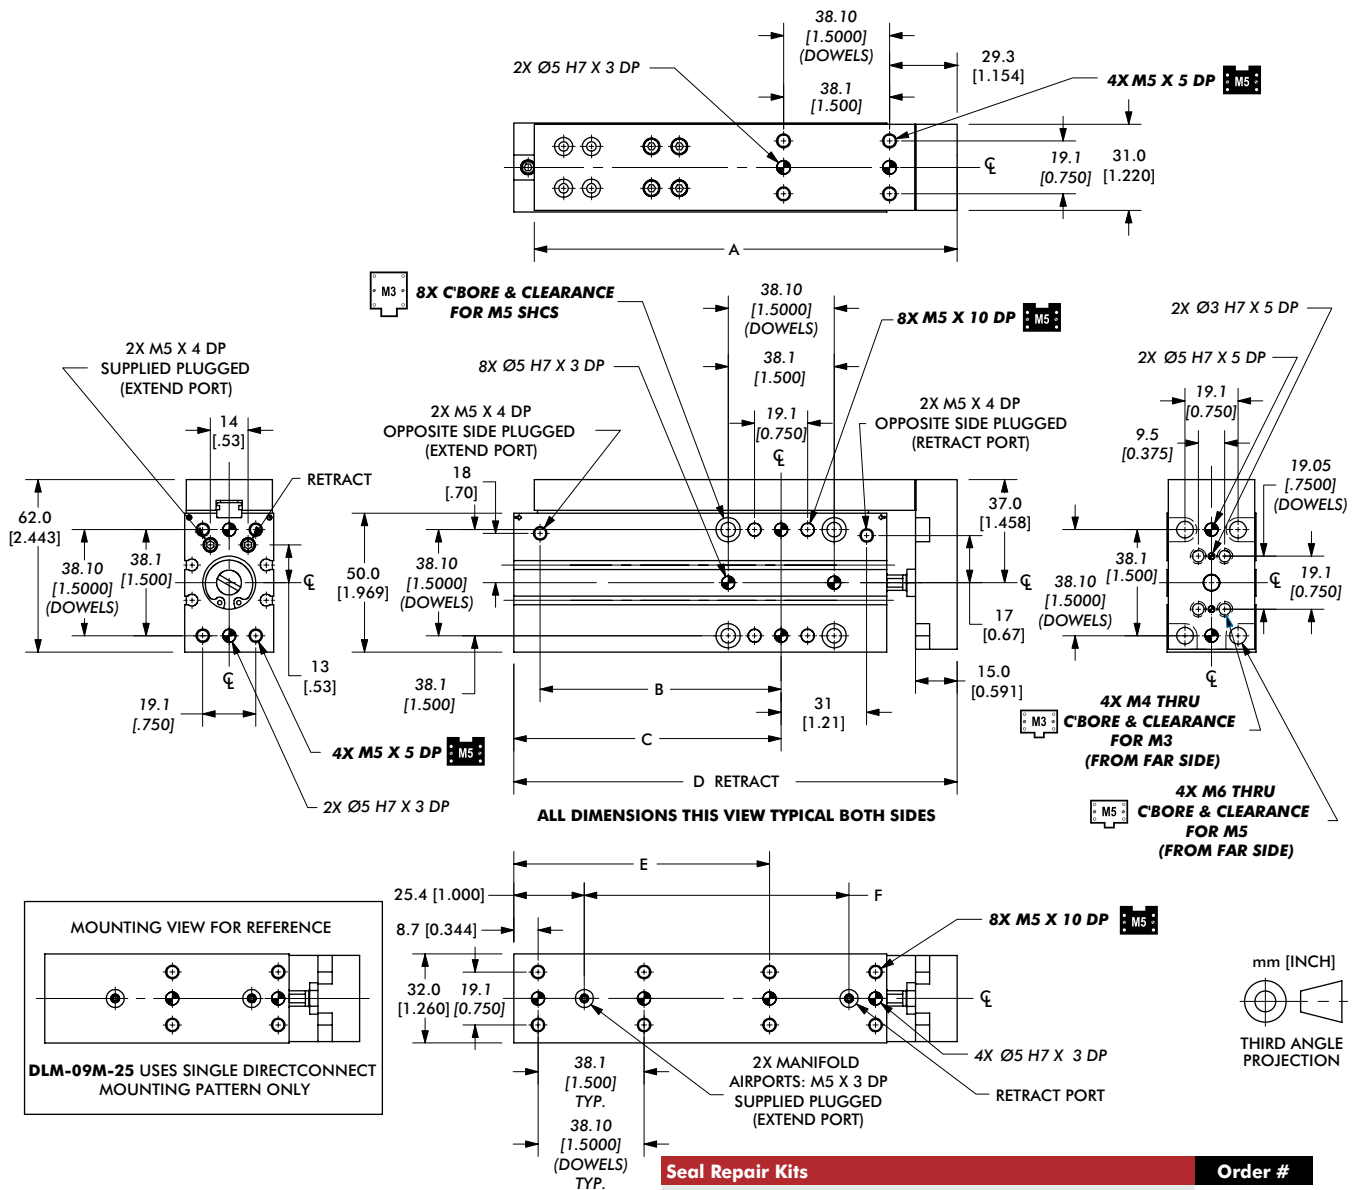 38.10
[1.5000]
(DOWELS)
29.3
[1.154]
2X Ø5 H7 X 3 DP
4X M5 X 5 DP
M5
38.1
[1.500]
19.1
[0.750]
31.0
[1.220]
℄
A
M3
8X C'BORE & CLEARANCE
FOR M5 SHCS
38.10
[1.5000]
(DOWELS)
8X M5 X 10 DP
M5
2X Ø3 H7 X 5 DP
2X M5 X 4 DP
SUPPLIED PLUGGED
(EXTEND PORT)
8X Ø5 H7 X 3 DP
38.1
[1.500]
2X Ø5 H7 X 5 DP
14
[.53]
2X M5 X 4 DP
OPPOSITE SIDE PLUGGED
(EXTEND PORT)
19.1
[0.750]
℄
2X M5 X 4 DP
OPPOSITE SIDE PLUGGED
(RETRACT PORT)
19.1
[0.750]
9.5
[0.375]
RETRACT
18
[.70]
19.05
[.7500]
(DOWELS)
62.0
[2.443]
37.0
[1.458]
38.10
[1.5000]
(DOWELS)
38.1
[1.500]
℄
50.0
[1.969]
38.10
[1.5000]
(DOWELS)
℄
38.1
[1.500]
38.10
[1.5000]
(DOWELS)
℄
19.1
[0.750]
17
[0.67]
13
[.53]
℄
19.1
[.750]
38.1
[1.500]
B
31
[1.21]
15.0
[0.591]
℄
4X M5 X 5 DP
M5
C
M3
4X M4 THRU
C'BORE & CLEARANCE
FOR M3
(FROM FAR SIDE)
2X Ø5 H7 X 3 DP
D RETRACT
ALL DIMENSIONS THIS VIEW TYPICAL BOTH SIDES
M5
4X M6 THRU
C'BORE & CLEARANCE
FOR M5
(FROM FAR SIDE)
E
25.4 [1.000]
F
8.7 [0.344]
8X M5 X 10 DP
M5
MOUNTING VIEW FOR REFERENCE
32.0
[1.260]
19.1
[0.750]
℄
mm [INCH]
THIRD ANGLE
PROJECTION
DLM-09M-25 USES SINGLE DIRECTCONNECT
MOUNTING PATTERN ONLY
38.1
[1.500]
TYP.
2X MANIFOLD
AIRPORTS: M5 X 3 DP
SUPPLIED PLUGGED
(EXTEND PORT)
4X Ø5 H7 X 3 DP
RETRACT PORT
38.10
[1.5000]
(DOWELS)
TYP.
Seal Repair Kits
Order #